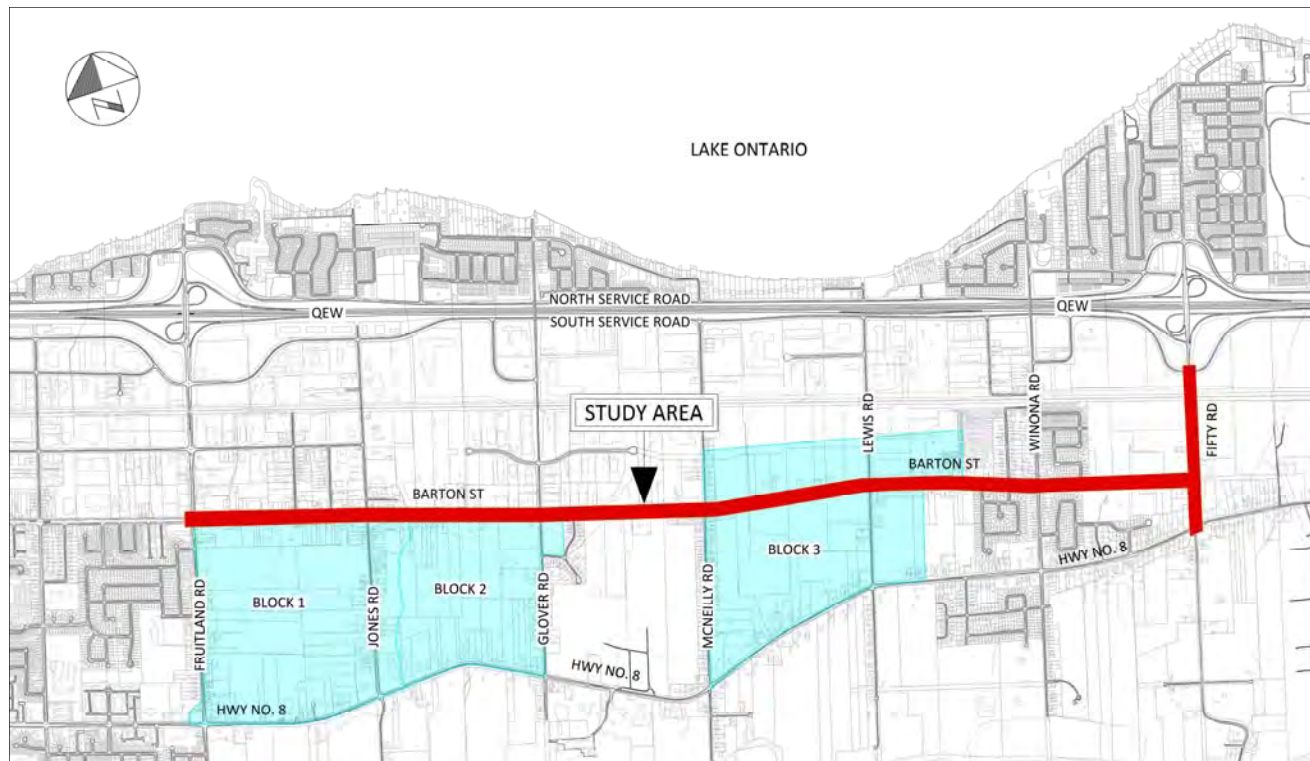 N
LAKE ONTARIO
NORTH SERVICE ROAD
QEW
QEW
SOUTH SERVICE ROAD
STUDY AREA
WINONA RD
LEWIS RD
FIFTY RD
BARTON ST
BARTON ST
BLOCK 3
HWY NO. 8
BLOCK 2
BLOCK 1
FRUITLAND RD
JONES RD
GLOVER RD
MCNEILLY RD
HWY NO. 8
HWY NO. 8